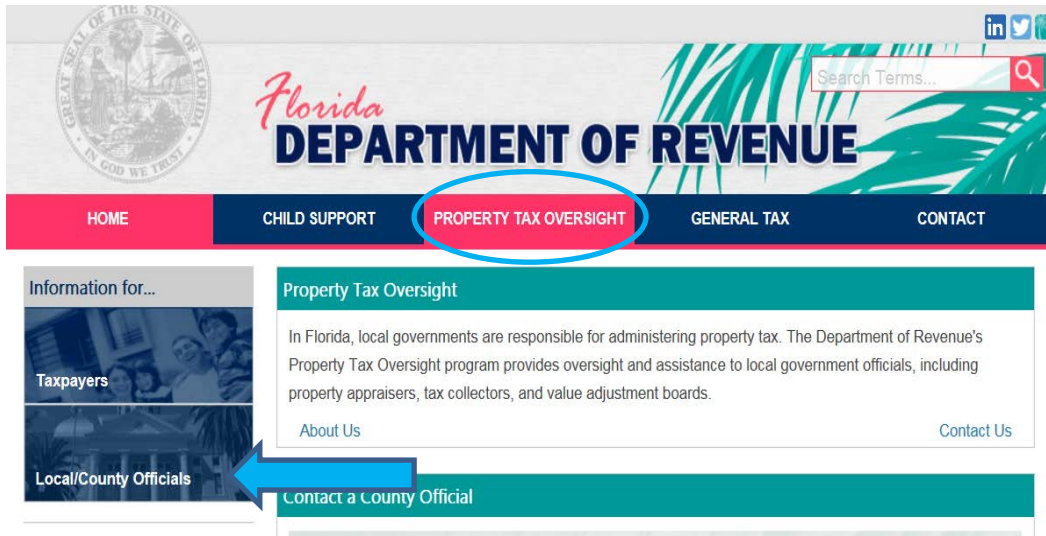 GREAT SEAL OF THE STATE OF FLORIDA
IN GOD WE TRUST
in
Search Terms...
Florida
DEPARTMENT OF REVENUE
HOME
CHILD SUPPORT
PROPERTY TAX OVERSIGHT
GENERAL TAX
CONTACT
Information for...
Taxpayers
Local/County Officials
Property Tax Oversight
In Florida, local governments are responsible for administering property tax. The Department of Revenue's
Property Tax Oversight program provides oversight and assistance to local government officials, including
property appraisers, tax collectors, and value adjustment boards.
About Us
Contact Us
Contact a County Official